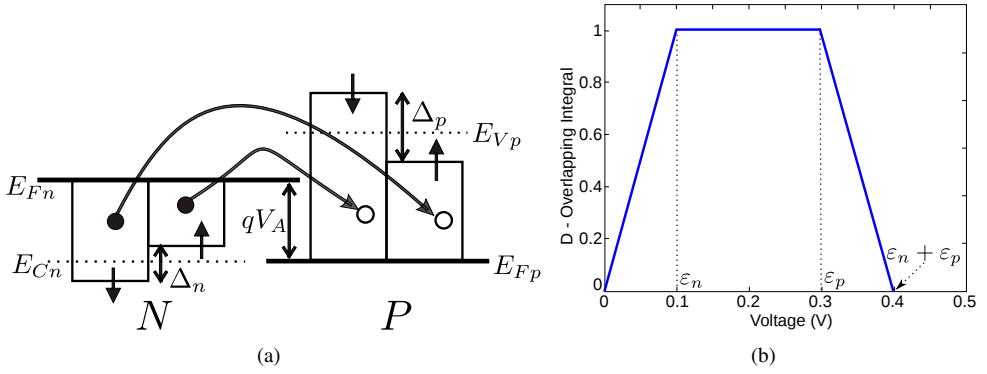 Δ_p
E_{Vp}
E_{Fn}
qV_A
E_{Cn}
Δ_n
E_{Fp}
N
P
(a)
D - Overlapping Integral
1
0.8
0.6
0.4
0.2
0
ε_n
ε_p
ε_n + ε_p
0 0.1 0.2 0.3 0.4 0.5
Voltage (V)
(b)